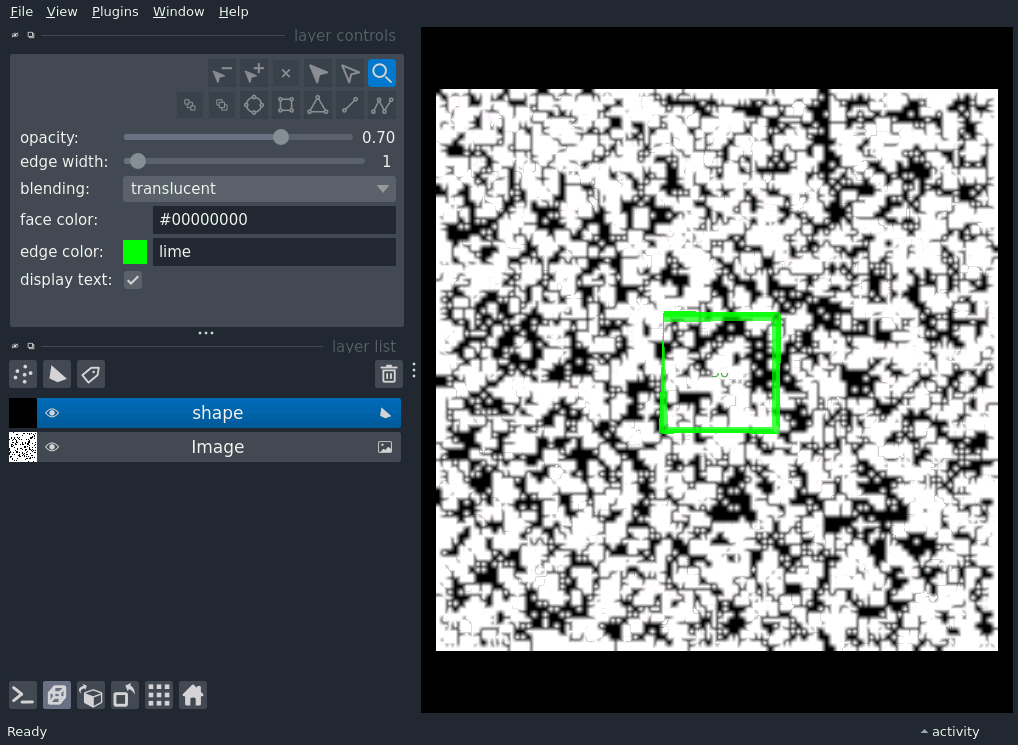 File View Plugins Window Help
layer controls
opacity: 0.70
edge width: 1
blending: translucent
face color: #00000000
edge color: lime
display text:
layer list
shape
Image
Ready
activity